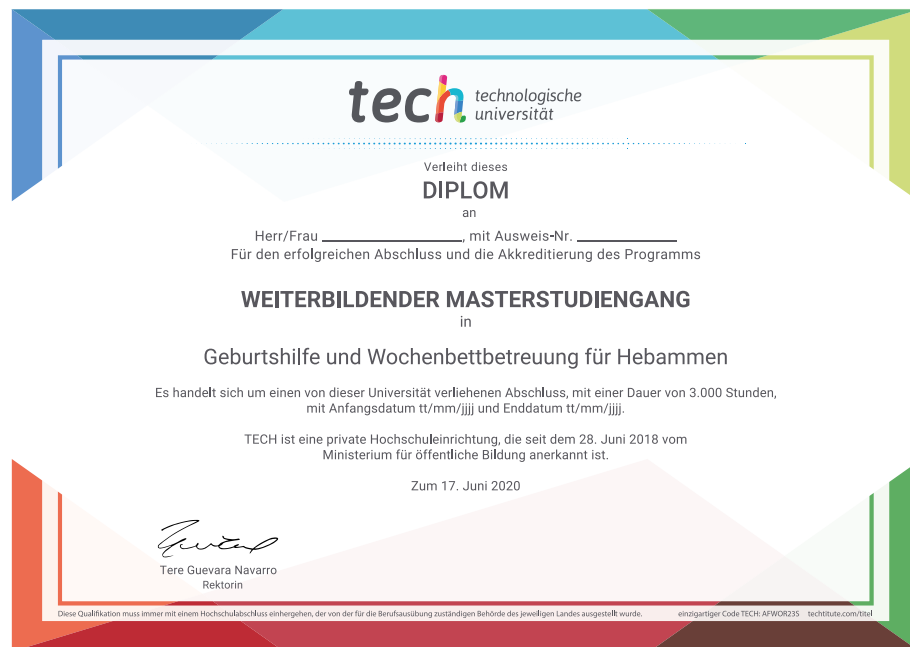 tech technologische
universität
Verleiht dieses
DIPLOM
an
Herr/Frau ____________________, mit Ausweis-Nr. ______________
Für den erfolgreichen Abschluss und die Akkreditierung des Programms
WEITERBILDENDER MASTERSTUDIENGANG
in
Geburtshilfe und Wochenbettbetreuung für Hebammen
Es handelt sich um einen von dieser Universität verliehenen Abschluss, mit einer Dauer von 3.000 Stunden,
mit Anfangsdatum tt/mm/jjjj und Enddatum tt/mm/jjjj.
TECH ist eine private Hochschuleinrichtung, die seit dem 28. Juni 2018 vom
Ministerium für öffentliche Bildung anerkannt ist.
Zum 17. Juni 2020
Tere Guevara Navarro
Rektorin
Diese Qualifikation muss immer mit einem Hochschulabschluss einhergehen, der von der für die Berufsausübung zuständigen Behörde des jeweiligen Landes ausgestellt wurde. einzigartiger Code TECH: AFWOR23S techtitute.com/titel